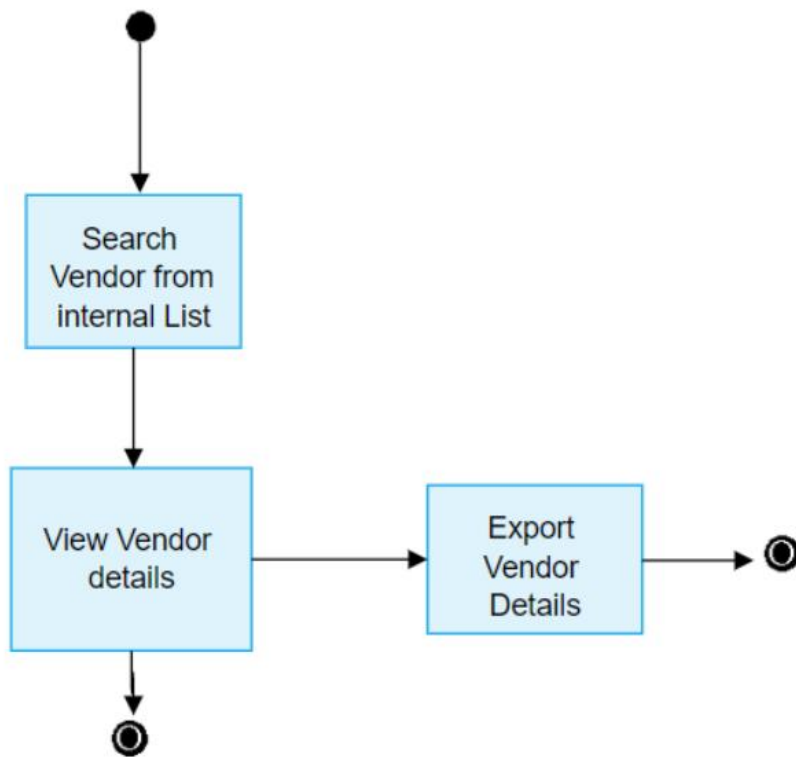 Search
Vendor from
internal List
View Vendor
details
Export
Vendor
Details